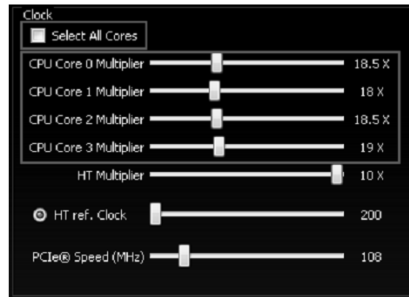 Clock
Select All Cores
CPU Core 0 Multiplier 18.5 X
CPU Core 1 Multiplier 18 X
CPU Core 2 Multiplier 18.5 X
CPU Core 3 Multiplier 19 X
HT Multiplier 10 X
HT ref. Clock 200
PCIe® Speed (MHz) 108